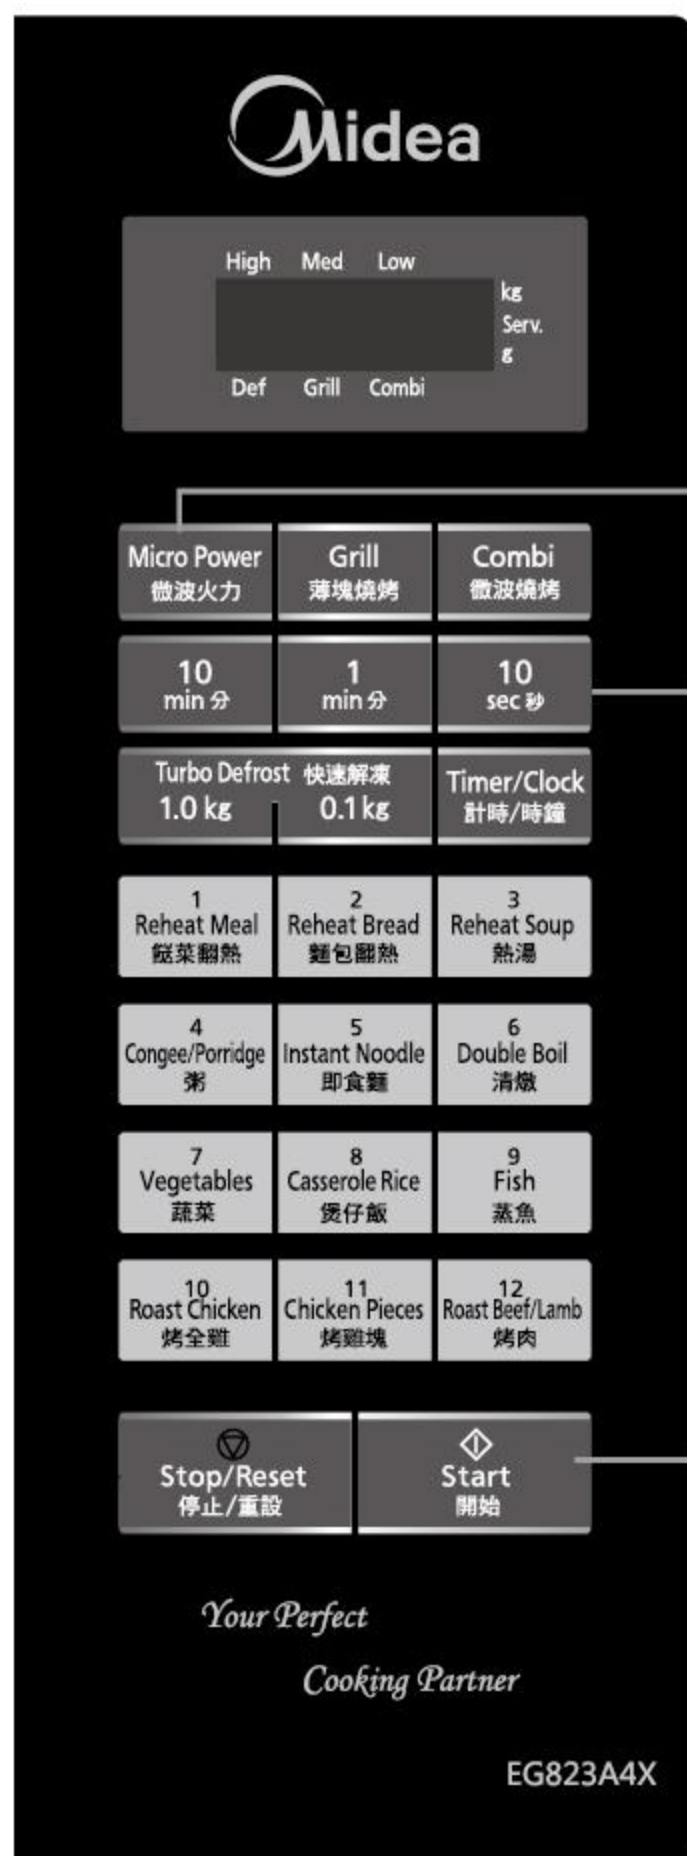 Midea
High Med Low
kg
Serv.
g
Def Grill Combi
Micro Power Grill Combi
微波火力 薄塊燒烤 微波燒烤
10 1 10
min 分 min 分 sec 秒
Turbo Defrost 快速解凍 Timer/Clock
1.0 kg 0.1 kg 計時/時鐘
1 2 3
Reheat Meal Reheat Bread Reheat Soup
餸菜翻熱 麵包翻熱 熱湯
4 5 6
Congee/Porridge Instant Noodle Double Boil
粥 即食麵 清燉
7 8 9
Vegetables Casserole Rice Fish
蔬菜 煲仔飯 蒸魚
10 11 12
Roast Chicken Chicken Pieces Roast Beef/Lamb
烤全雞 烤雞塊 烤肉
Stop/Reset Start
停止/重設 開始
Your Perfect
Cooking Partner
EG823A4X